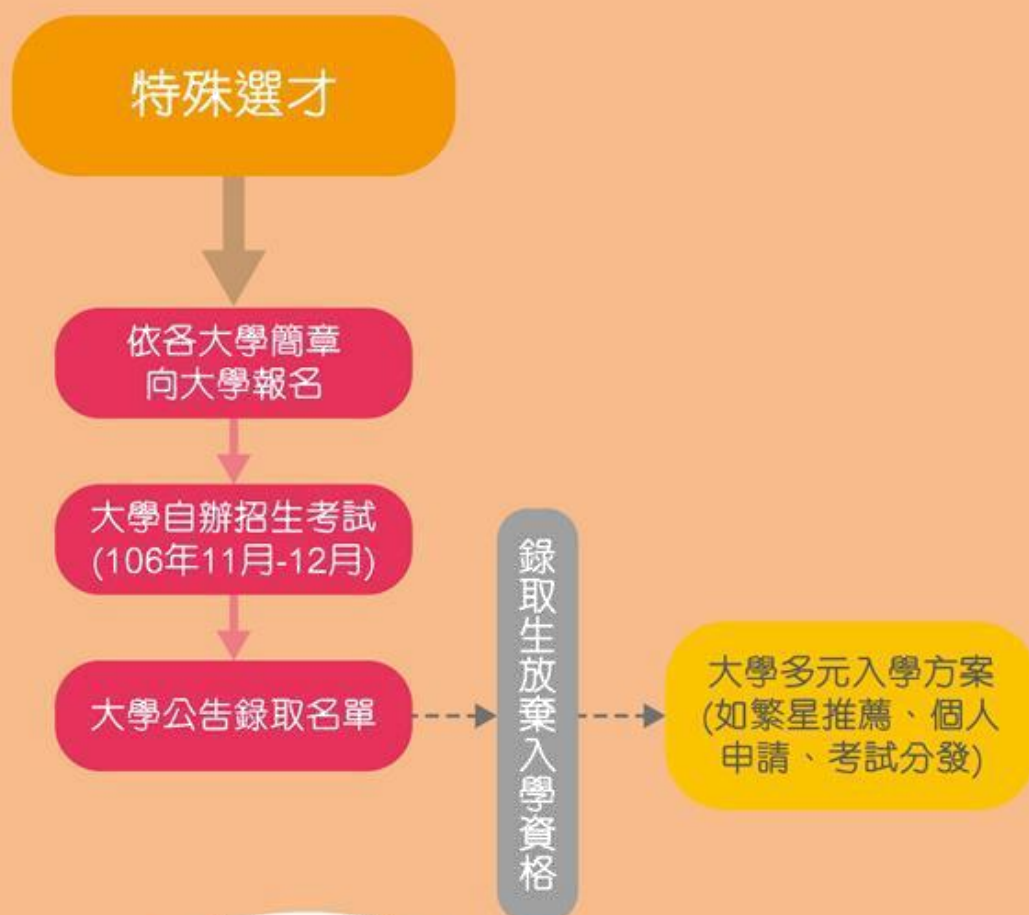 特殊選才
依各大學簡章
向大學報名
大學自辦招生考試
(106年11月-12月)
大學公告錄取名單
錄取生放棄入學資格
大學多元入學方案
(如繁星推薦、個人
申請、考試分發)